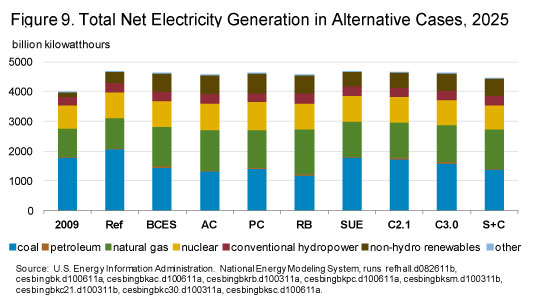 Figure 9. Total Net Electricity Generation in Alternative Cases, 2025
billion kilowatthours
5000
4000
3000
2000
1000
0
2009 Ref BCES AC PC RB SUE C2.1 C3.0 S+C
coal petroleum natural gas nuclear conventional hydropower non-hydro renewables other
Source: U.S. Energy Information Administration. National Energy Modeling System, runs refhall.d082611b,
cesbingbk.d100611a, cesbingbkac.d100611a, cesbingbkrb.d100311a, cesbingbkpc.d100611a, cesbingbksm.d100311b,
cesbingbkc21.d100311b, cesbingbkc30.d100311a, cesbingbksc.d100611a.